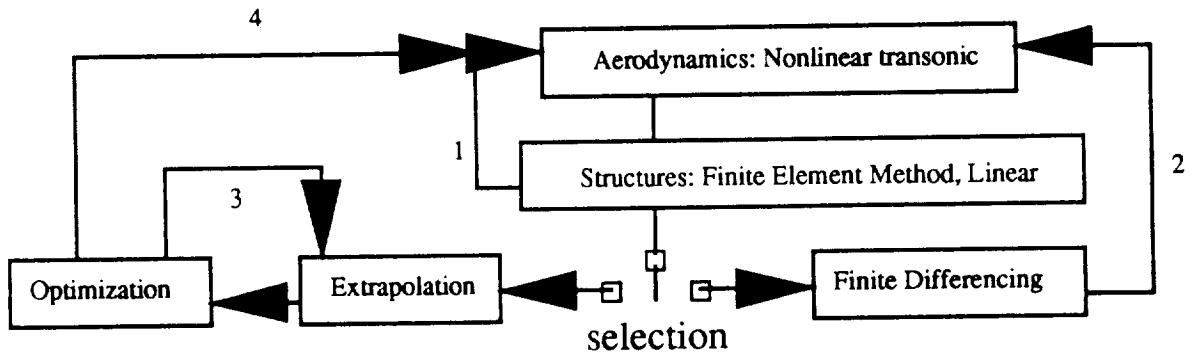 4
Aerodynamics: Nonlinear transonic
1
Structures: Finite Element Method, Linear
2
3
Optimization
Extrapolation
Finite Differencing
selection